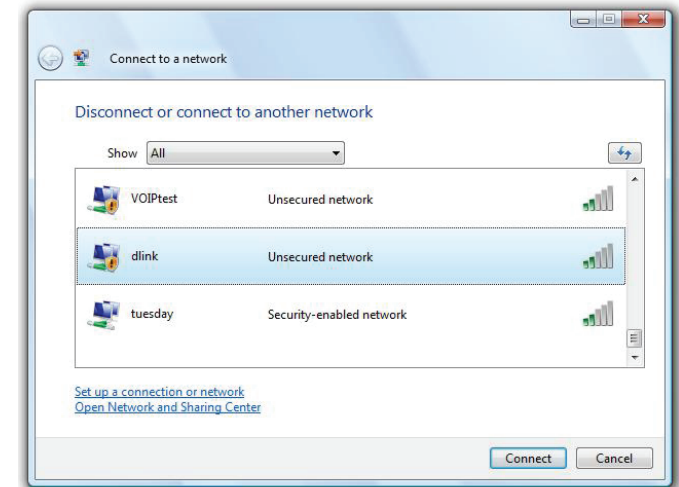 Connect to a network
Disconnect or connect to another network
Show All
VOIPtest Unsecured network
dlink Unsecured network
tuesday Security-enabled network
Set up a connection or network
Open Network and Sharing Center
Connect Cancel